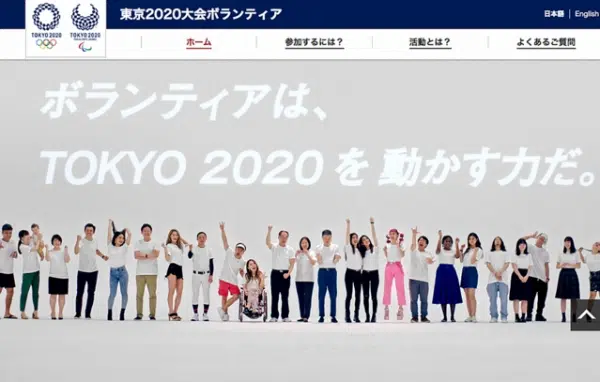 東京2020大会ボランティア
日本語 | English
TOKYO 2020
TOKYO 2020
ホーム
参加するには？
活動とは？
よくあるご質問
ボランティアは、
TOKYO 2020を動かす力だ。